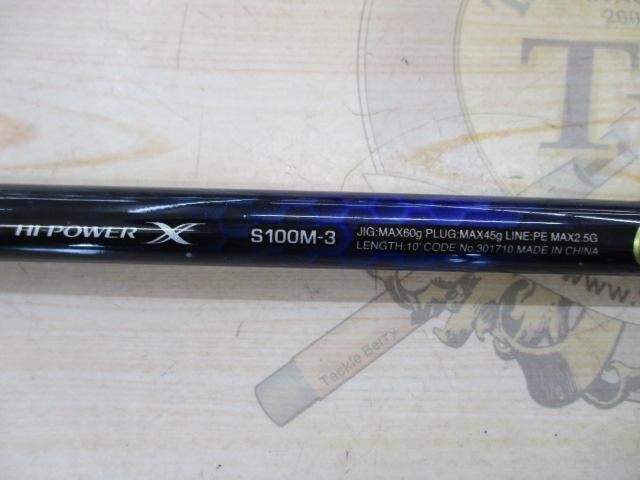 HI POWER X S100M-3
JIG:MAX60g PLUG:MAX45g LINE:PE MAX2.5G
LENGTH:10' CODE No.301710 MADE IN CHINA
Tackle Berry